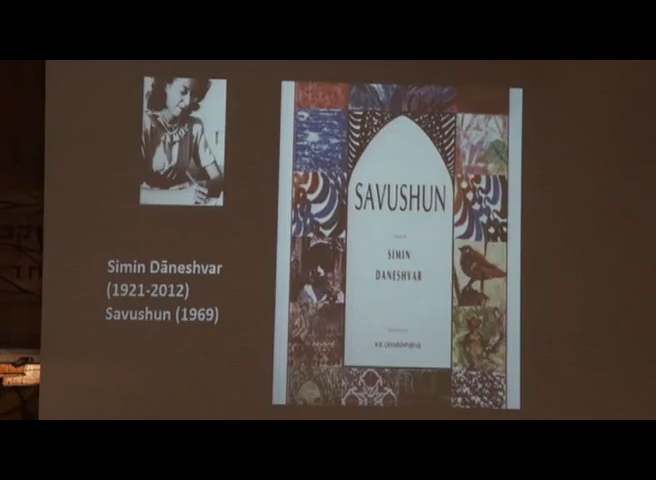 Simin Dāneshvar
(1921-2012)
Savushun (1969)
SAVUSHUN
SIMIN
DANESHVAR